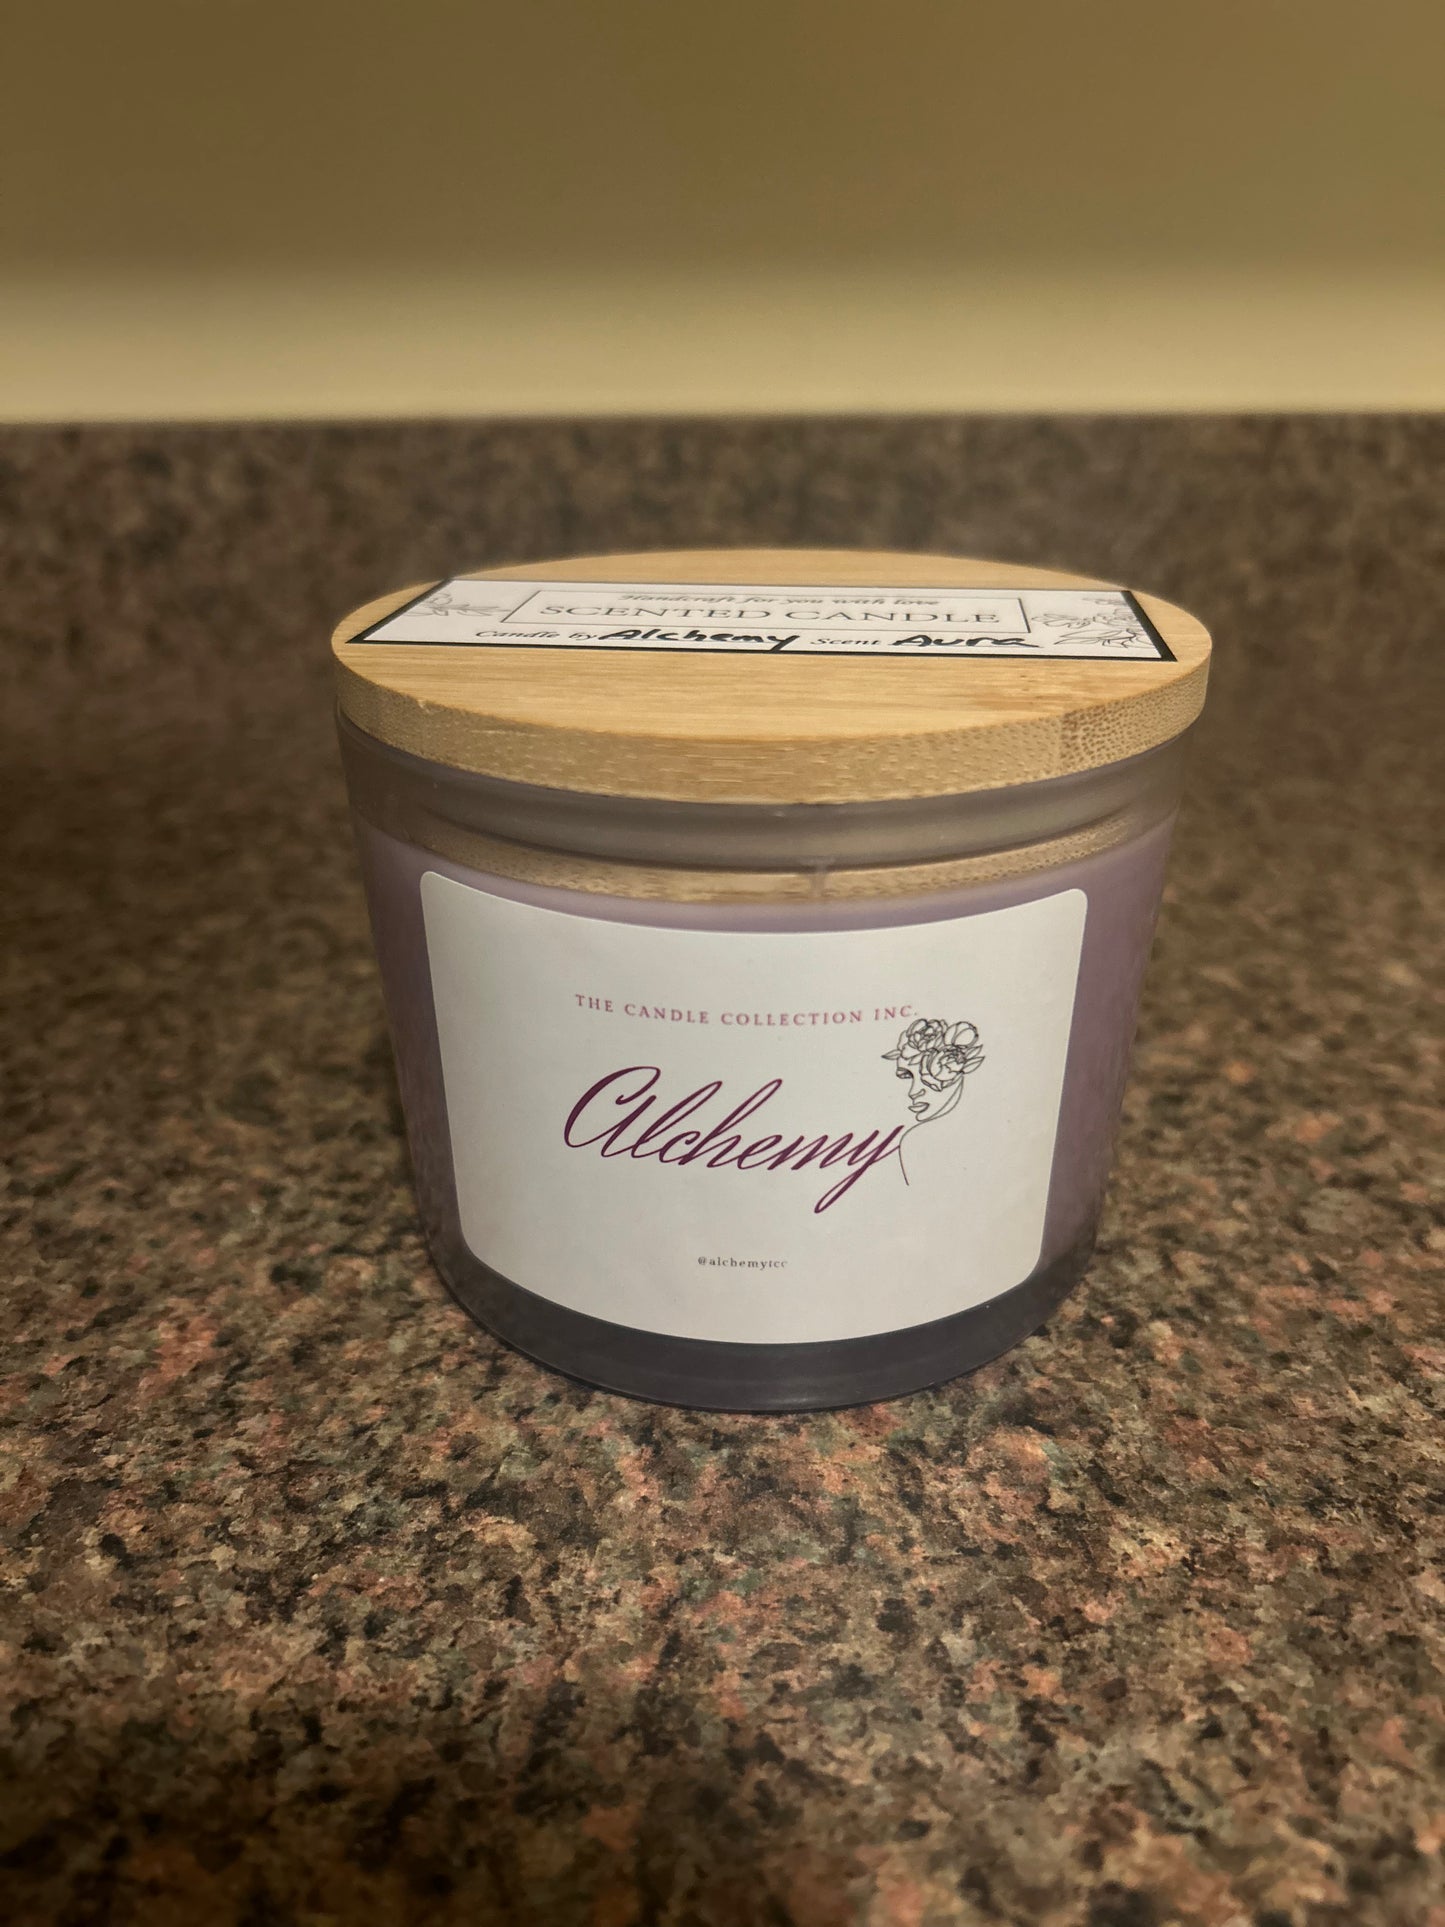 Handcraft for you with love
SCENTED CANDLE
Candle by Alchemy Scent Aura
THE CANDLE COLLECTION INC.
Alchemy
@alchemytcc